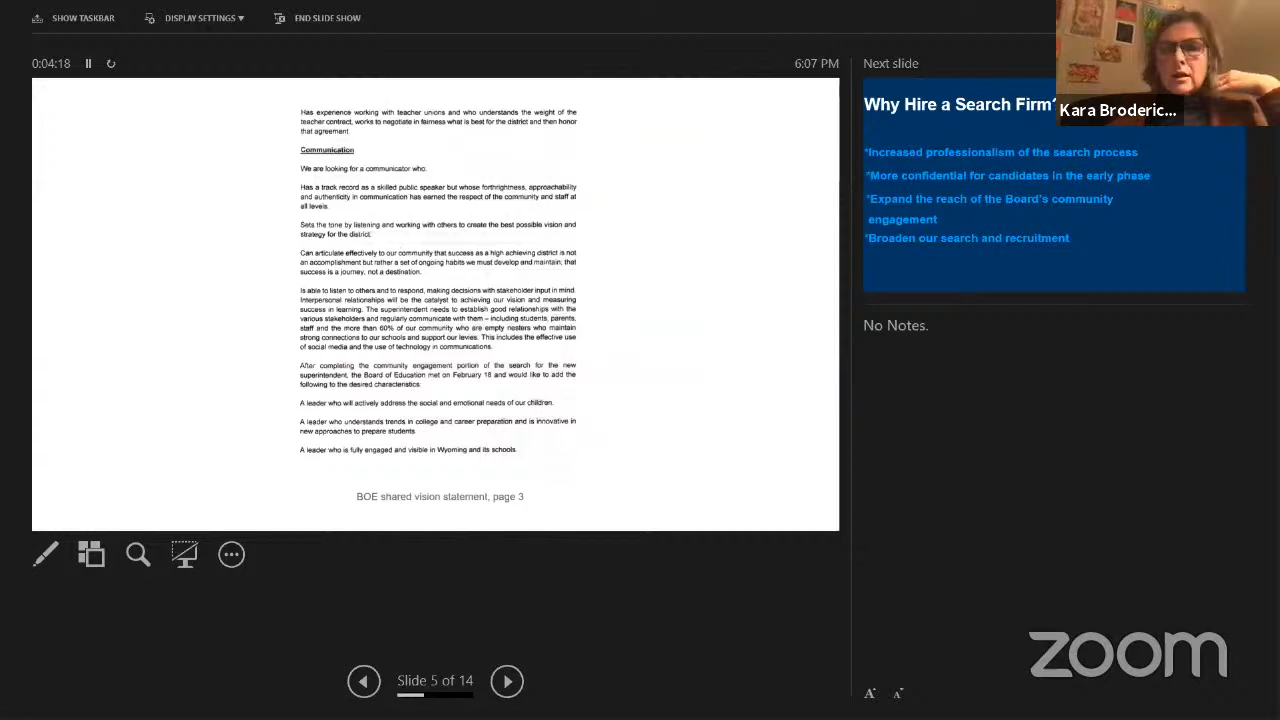 SHOW TASKBAR
DISPLAY SETTINGS ▼
END SLIDE SHOW
0:04:18
6:07 PM
Has experience working with teacher unions and who understands the weight of the
teacher contract, works to negotiate in fairness what is best for the district and then honor
that agreement
Communication
We are looking for a communicator who:
Has a track record as a skilled public speaker but whose forthrightness, approachability
and authenticity in communication has earned the respect of the community and staff at
all levels.
Sets the tone by listening and working with others to create the best possible vision and
strategy for the district.
Can articulate effectively to our community that success as a high achieving district is not
an accomplishment but rather a set of ongoing habits we must develop and maintain; that
success is a journey, not a destination.
Is able to listen to others and to respond, making decisions with stakeholder input in mind.
Interpersonal relationships will be the catalyst to achieving our vision and measuring
success in learning. The superintendent needs to establish good relationships with the
various stakeholders and regularly communicate with them – including students, parents,
staff and the more than 60% of our community who are empty nesters who maintain
strong connections to our schools and support our levies. This includes the effective use
of social media and the use of technology in communications.
After completing the community engagement portion of the search for the new
superintendent, the Board of Education met on February 18 and would like to add the
following to the desired characteristics:
A leader who will actively address the social and emotional needs of our children.
A leader who understands trends in college and career preparation and is innovative in
new approaches to prepare students
A leader who is fully engaged and visible in Wyoming and its schools.
BOE shared vision statement, page 3
Slide 5 of 14
Next slide
Why Hire a Search Firm?
*Increased professionalism of the search process
*More confidential for candidates in the early phase
*Expand the reach of the Board's community
engagement
*Broaden our search and recruitment
No Notes.
Kara Broderic...
zoom
A A